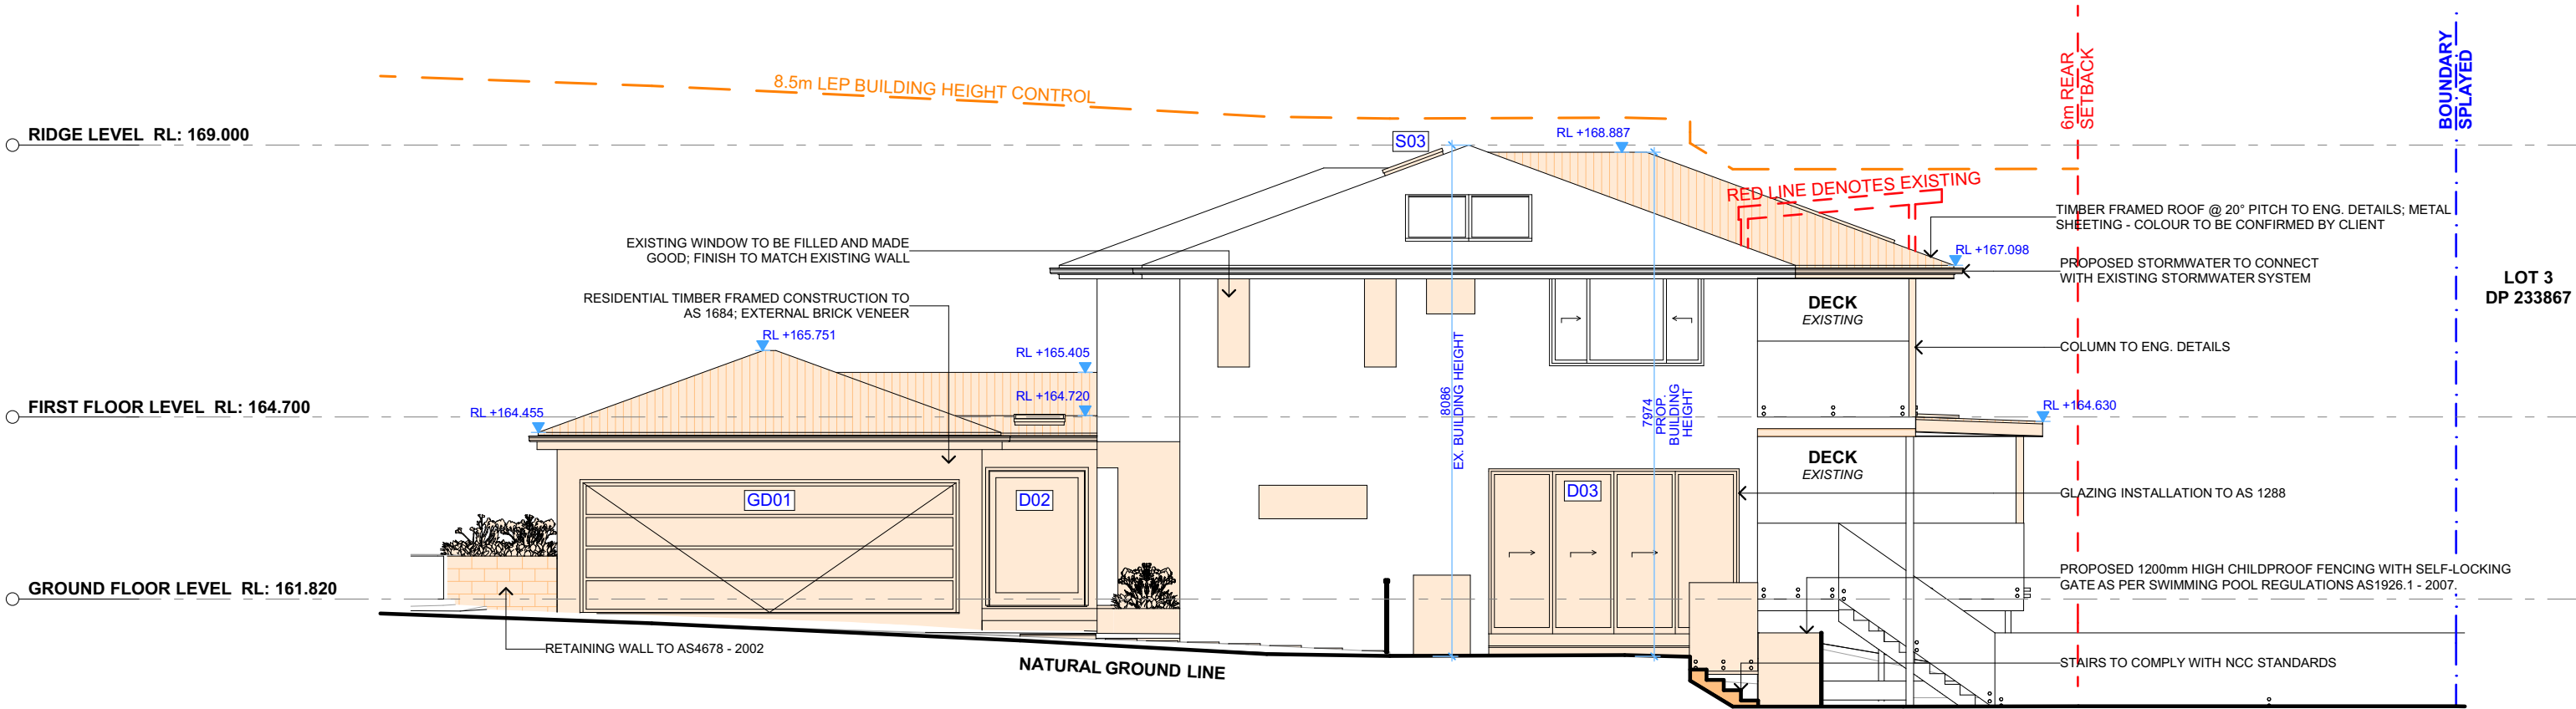 8.5m LEP BUILDING HEIGHT CONTROL
6m REAR
SETBACK
BOUNDARY
SPLAYED
RIDGE LEVEL RL: 169.000
S03
RL +168.887
RED LINE DENOTES EXISTING
TIMBER FRAMED ROOF @ 20° PITCH TO ENG. DETAILS; METAL
SHEETING - COLOUR TO BE CONFIRMED BY CLIENT
EXISTING WINDOW TO BE FILLED AND MADE
GOOD; FINISH TO MATCH EXISTING WALL
RL +167.098
PROPOSED STORMWATER TO CONNECT
WITH EXISTING STORMWATER SYSTEM
LOT 3
DP 233867
RESIDENTIAL TIMBER FRAMED CONSTRUCTION TO
AS 1684; EXTERNAL BRICK VENEER
DECK
EXISTING
RL +165.751
RL +165.405
COLUMN TO ENG. DETAILS
8086
EX. BUILDING HEIGHT
7974
PROP.
BUILDING
HEIGHT
RL +164.720
FIRST FLOOR LEVEL RL: 164.700
RL +164.455
RL +164.630
DECK
EXISTING
GD01
D02
D03
GLAZING INSTALLATION TO AS 1288
GROUND FLOOR LEVEL RL: 161.820
PROPOSED 1200mm HIGH CHILDPROOF FENCING WITH SELF-LOCKING
GATE AS PER SWIMMING POOL REGULATIONS AS1926.1 - 2007.
RETAINING WALL TO AS4678 - 2002
NATURAL GROUND LINE
STAIRS TO COMPLY WITH NCC STANDARDS